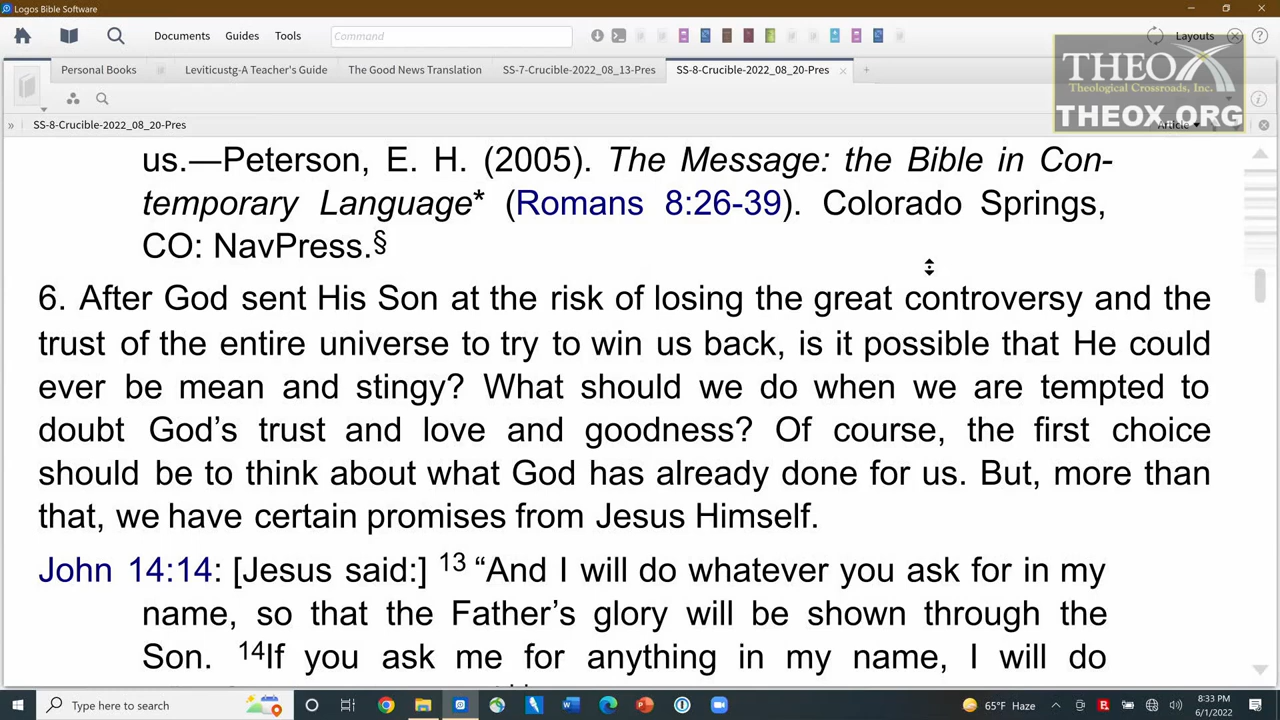 Logos Bible Software
Documents Guides Tools Command Layouts
Personal Books Leviticustg-A Teacher's Guide The Good News Translation SS-7-Crucible-2022_08_13-Pres SS-8-Crucible-2022_08_20-Pres
THEOX
Theological Crossroads, Inc.
THEOX.ORG
SS-8-Crucible-2022_08_20-Pres Article
us.—Peterson, E. H. (2005). The Message: the Bible in Con-
temporary Language* (Romans 8:26-39). Colorado Springs,
CO: NavPress.§
6. After God sent His Son at the risk of losing the great controversy and the
trust of the entire universe to try to win us back, is it possible that He could
ever be mean and stingy? What should we do when we are tempted to
doubt God's trust and love and goodness? Of course, the first choice
should be to think about what God has already done for us. But, more than
that, we have certain promises from Jesus Himself.
John 14:14: [Jesus said:] 13 “And I will do whatever you ask for in my
name, so that the Father's glory will be shown through the
Son. 14If you ask me for anything in my name, I will do
Type here to search 65°F Haze 8:33 PM
6/1/2022